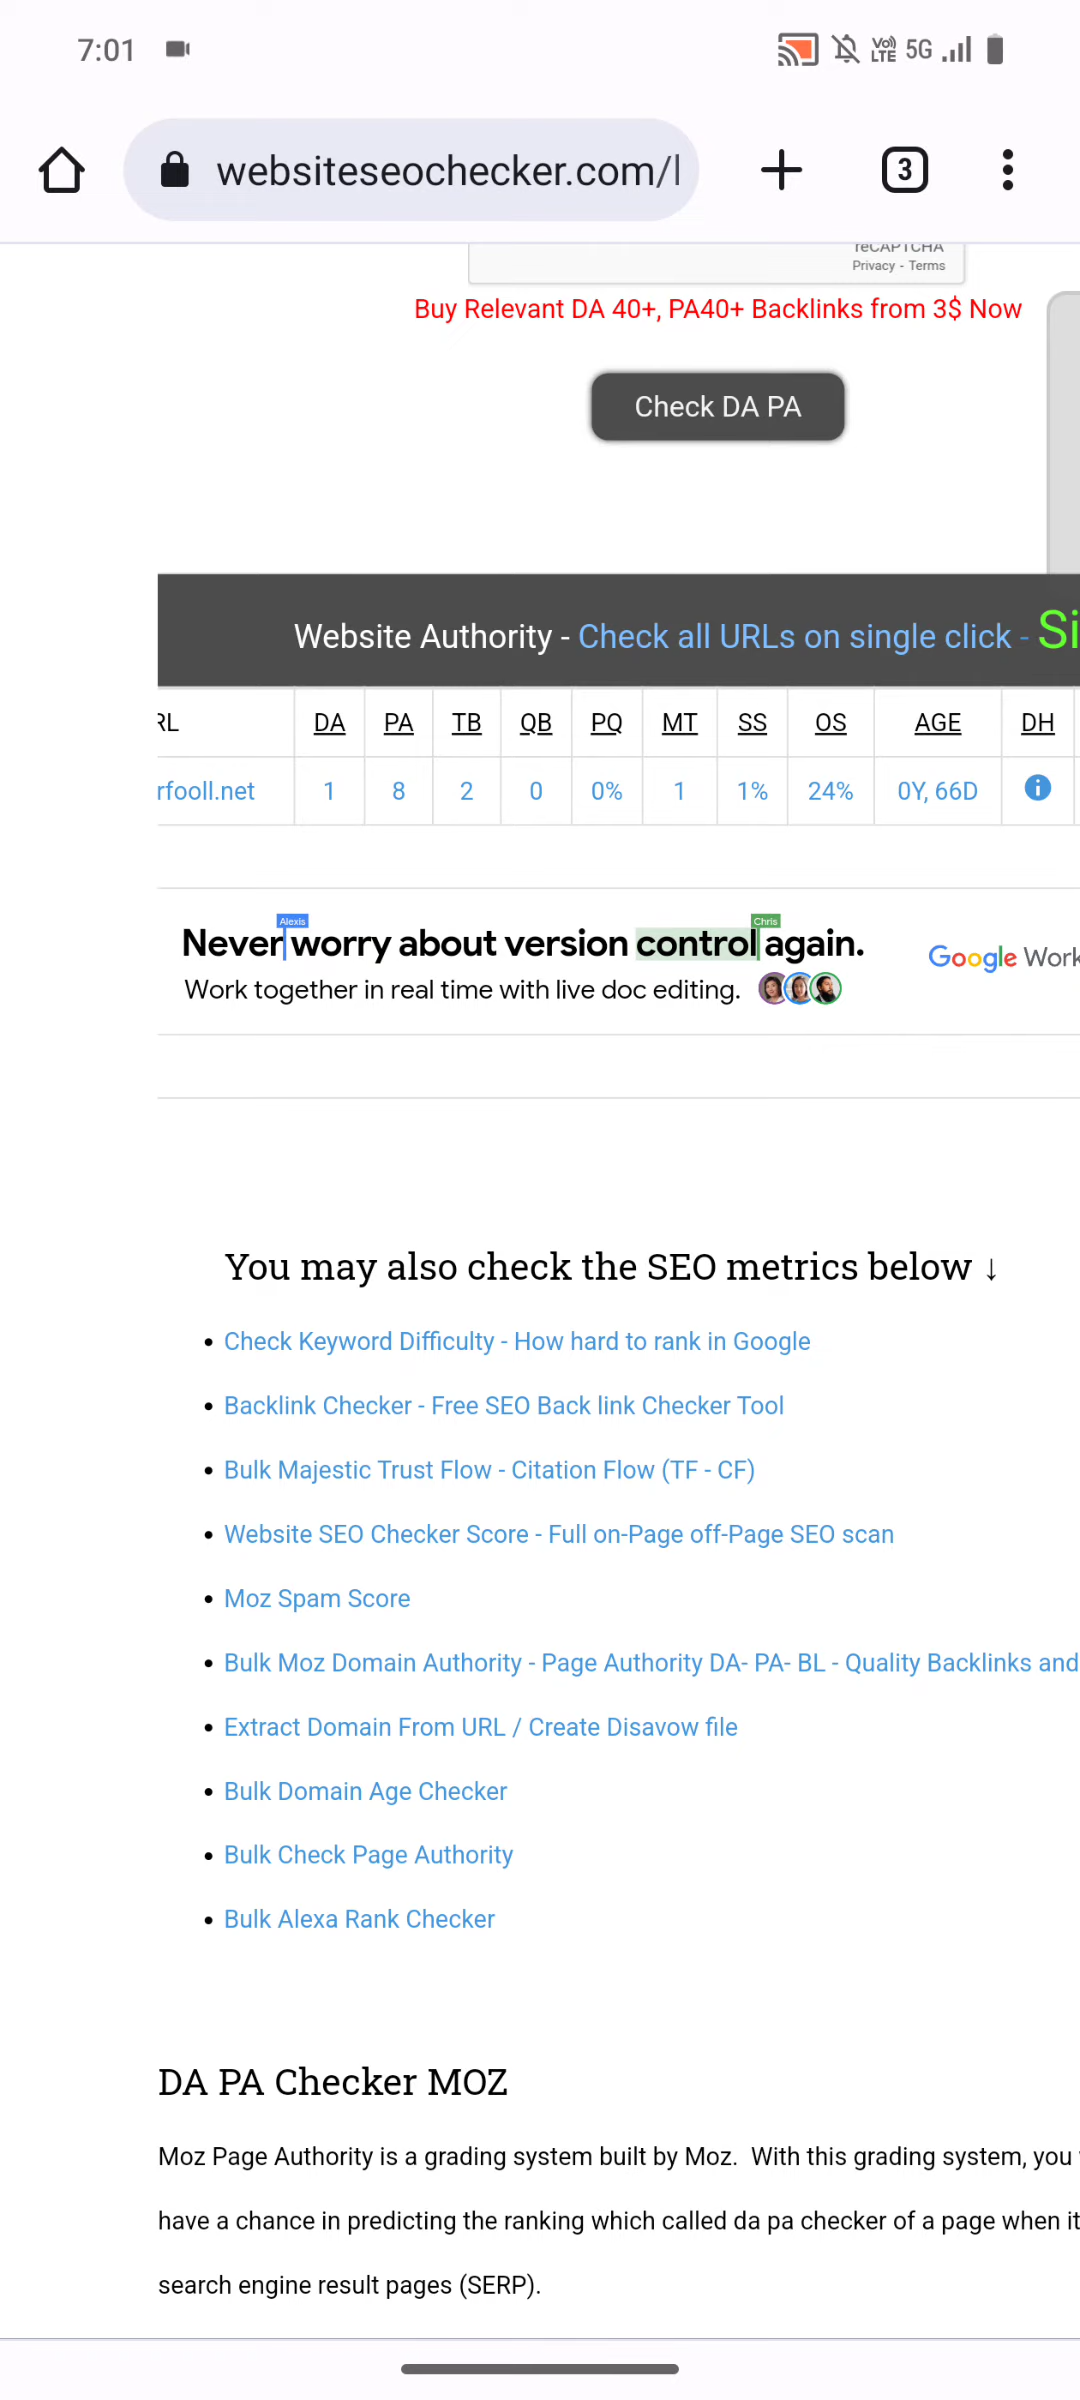 7:01 5G
VoLTE
websiteseochecker.com/l 3
reCAPTCHA
Privacy - Terms
Buy Relevant DA 40+, PA40+ Backlinks from 3$ Now
Check DA PA
Website Authority - Check all URLs on single click - Si
RL DA PA TB QB PQ MT SS OS AGE DH
rfooll.net 1 8 2 0 0% 1 1% 24% 0Y, 66D
Alexis Chris
Never worry about version control again.
Google Work
Work together in real time with live doc editing.
You may also check the SEO metrics below ↓
• Check Keyword Difficulty - How hard to rank in Google
• Backlink Checker - Free SEO Back link Checker Tool
• Bulk Majestic Trust Flow - Citation Flow (TF - CF)
• Website SEO Checker Score - Full on-Page off-Page SEO scan
• Moz Spam Score
• Bulk Moz Domain Authority - Page Authority DA- PA- BL - Quality Backlinks and
• Extract Domain From URL / Create Disavow file
• Bulk Domain Age Checker
• Bulk Check Page Authority
• Bulk Alexa Rank Checker
DA PA Checker MOZ
Moz Page Authority is a grading system built by Moz. With this grading system, you
have a chance in predicting the ranking which called da pa checker of a page when it
search engine result pages (SERP).